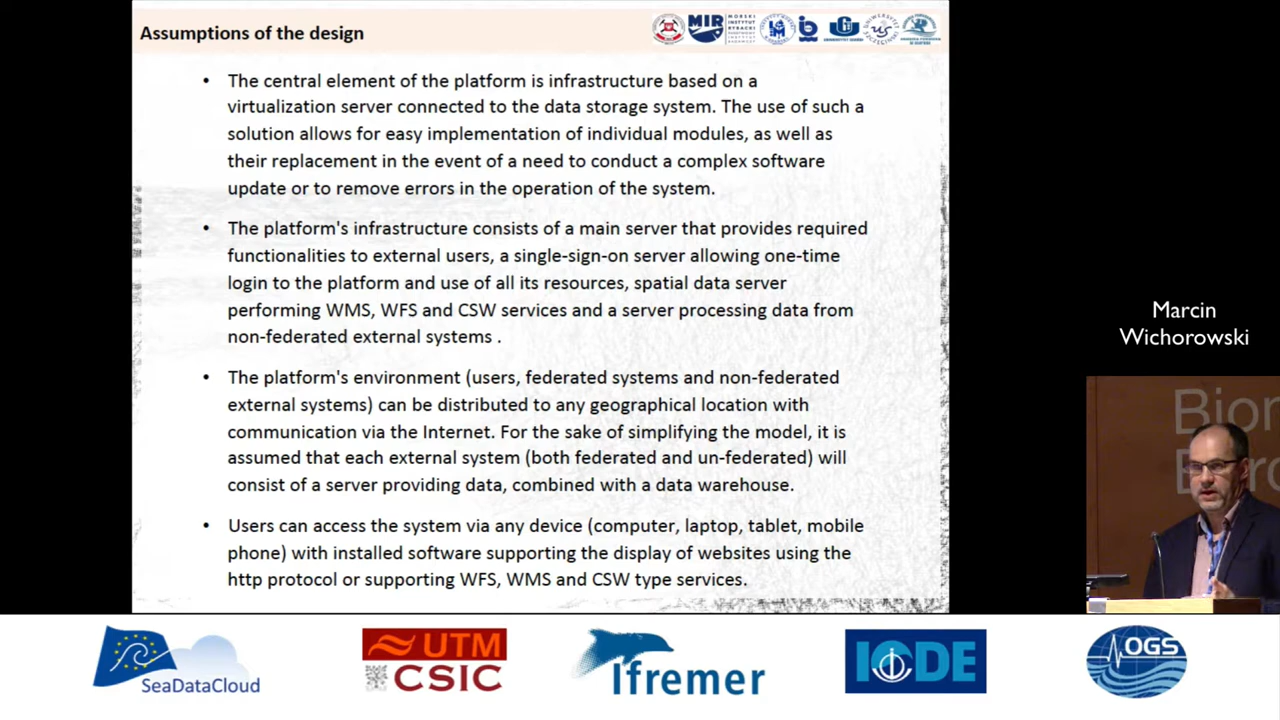 Assumptions of the design
MIR
MORSKI
INSTYTUT
RYBACKI
• The central element of the platform is infrastructure based on a
virtualization server connected to the data storage system. The use of such a
solution allows for easy implementation of individual modules, as well as
their replacement in the event of a need to conduct a complex software
update or to remove errors in the operation of the system.
• The platform's infrastructure consists of a main server that provides required
functionalities to external users, a single-sign-on server allowing one-time
login to the platform and use of all its resources, spatial data server
performing WMS, WFS and CSW services and a server processing data from
non-federated external systems .
• The platform's environment (users, federated systems and non-federated
external systems) can be distributed to any geographical location with
communication via the Internet. For the sake of simplifying the model, it is
assumed that each external system (both federated and un-federated) will
consist of a server providing data, combined with a data warehouse.
• Users can access the system via any device (computer, laptop, tablet, mobile
phone) with installed software supporting the display of websites using the
http protocol or supporting WFS, WMS and CSW type services.
Marcin
Wichorowski
SeaDataCloud
UTM
CSIC
Ifremer
IODE
OGS